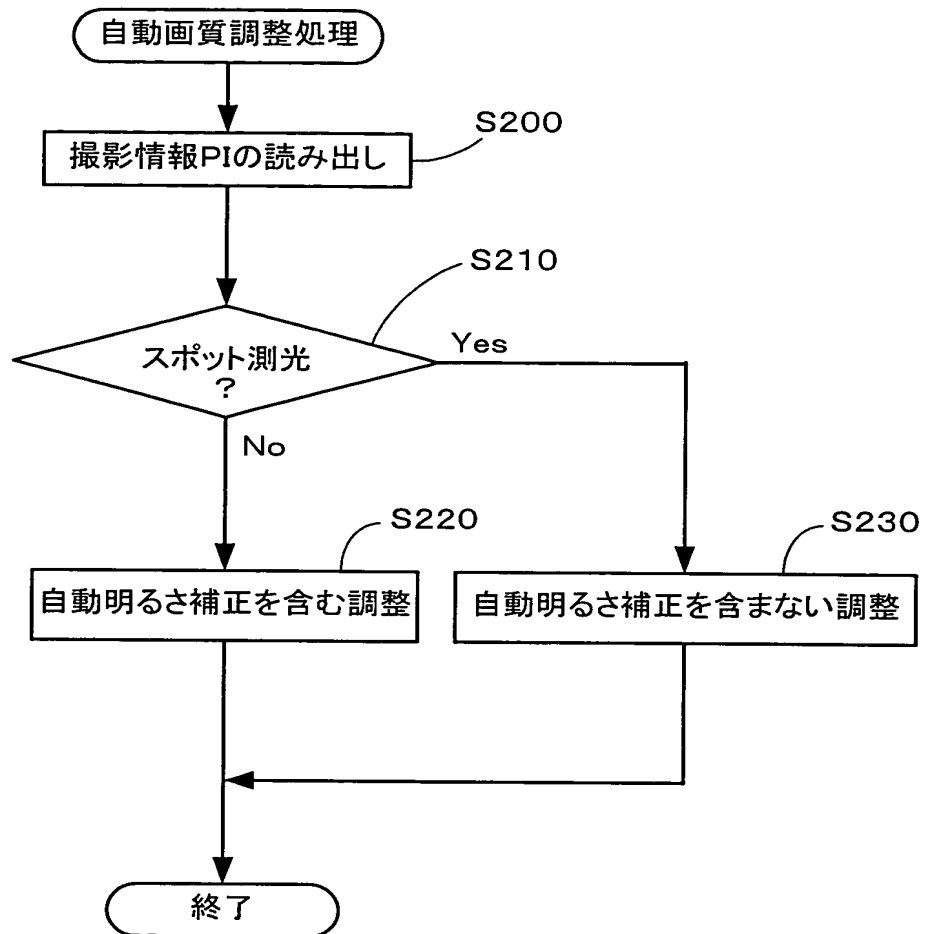 自動画質調整処理
S200
撮影情報PIの読み出し
S210
スポット測光
?
Yes
No
S220
S230
自動明るさ補正を含む調整
自動明るさ補正を含まない調整
終了